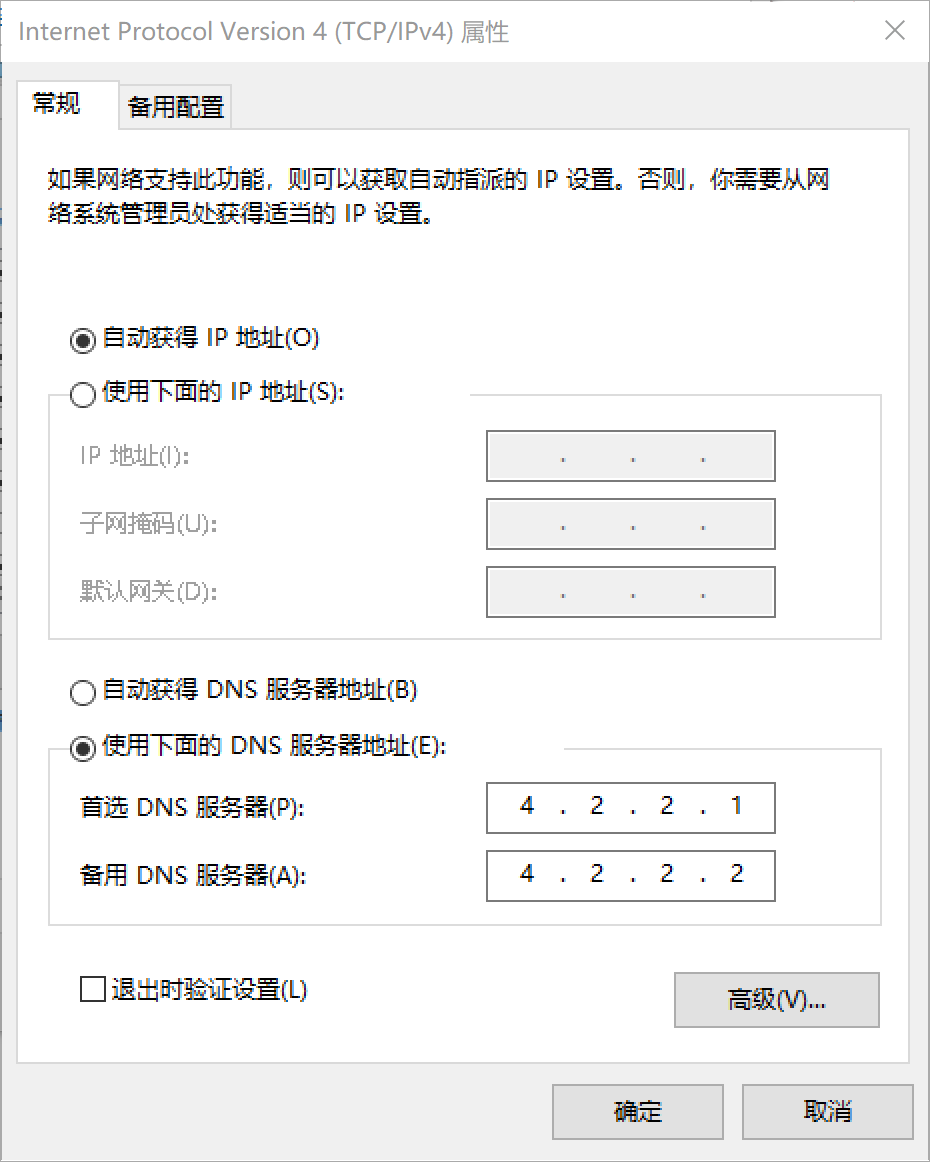 Internet Protocol Version 4 (TCP/IPv4) 属性
常规
备用配置
如果网络支持此功能，则可以获取自动指派的 IP 设置。否则，你需要从网
络系统管理员处获得适当的 IP 设置。
自动获得 IP 地址(O)
使用下面的 IP 地址(S):
IP 地址(I):
. . .
子网掩码(U):
. . .
默认网关(D):
. . .
自动获得 DNS 服务器地址(B)
使用下面的 DNS 服务器地址(E):
首选 DNS 服务器(P):
4 . 2 . 2 . 1
备用 DNS 服务器(A):
4 . 2 . 2 . 2
退出时验证设置(L)
高级(V)...
确定
取消